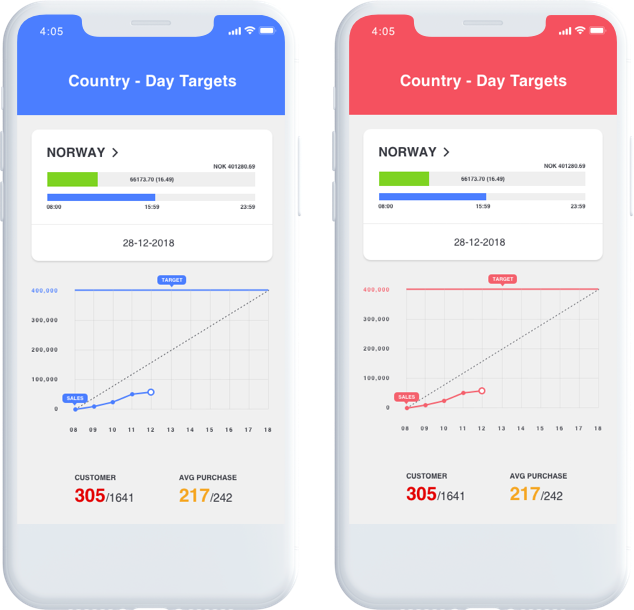 4:05
Country - Day Targets
NORWAY
NOK 401280.69
66173.70 (16.49)
08:00 15:59 23:59
28-12-2018
TARGET
400,000
300,000
200,000
100,000
SALES
0
08 09 10 11 12 13 14 15 16 17 18
CUSTOMER AVG PURCHASE
305/1641 217/242
4:05
Country - Day Targets
NORWAY
NOK 401280.69
66173.70 (16.49)
08:00 15:59 23:59
28-12-2018
TARGET
400,000
300,000
200,000
100,000
SALES
0
08 09 10 11 12 13 14 15 16 17 18
CUSTOMER AVG PURCHASE
305/1641 217/242